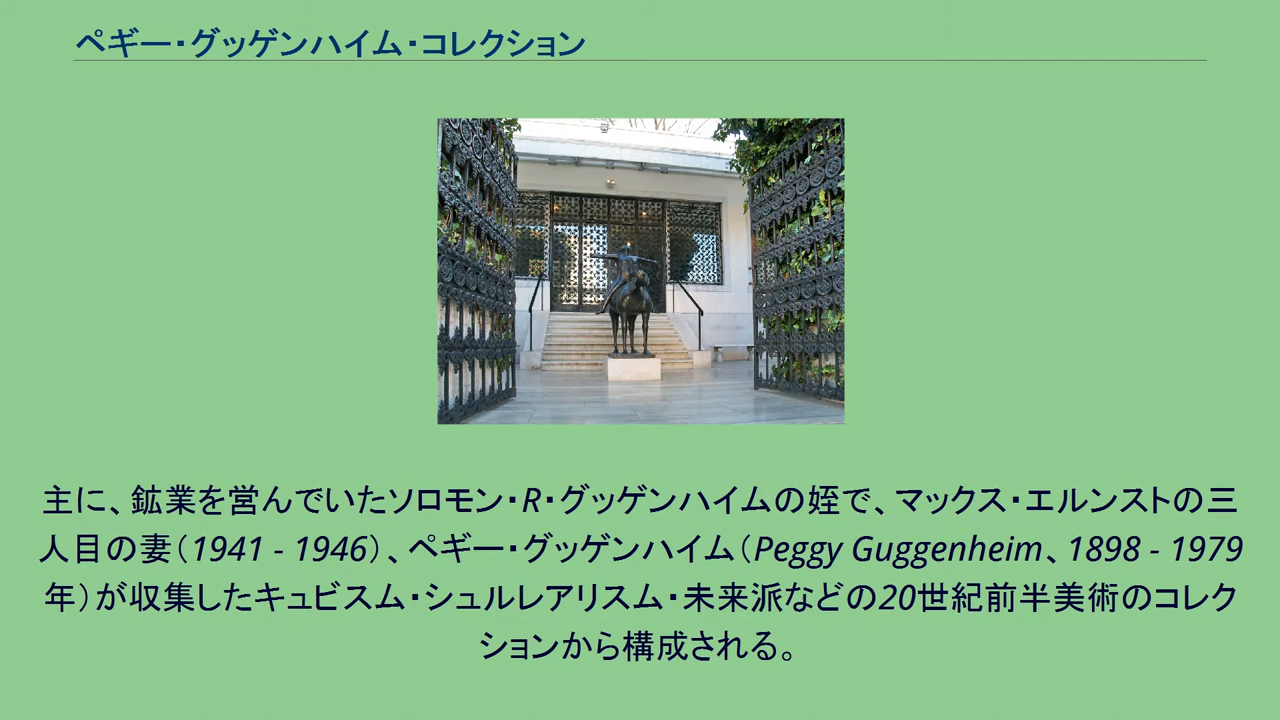 ペギー・グッゲンハイム・コレクション
主に、鉱業を営んでいたソロモン・R・グッゲンハイムの姪で、マックス・エルンストの三
人目の妻（1941 - 1946）、ペギー・グッゲンハイム（Peggy Guggenheim、1898 - 1979
年）が収集したキュビスム・シュルレアリスム・未来派などの20世紀前半美術のコレク
ションから構成される。